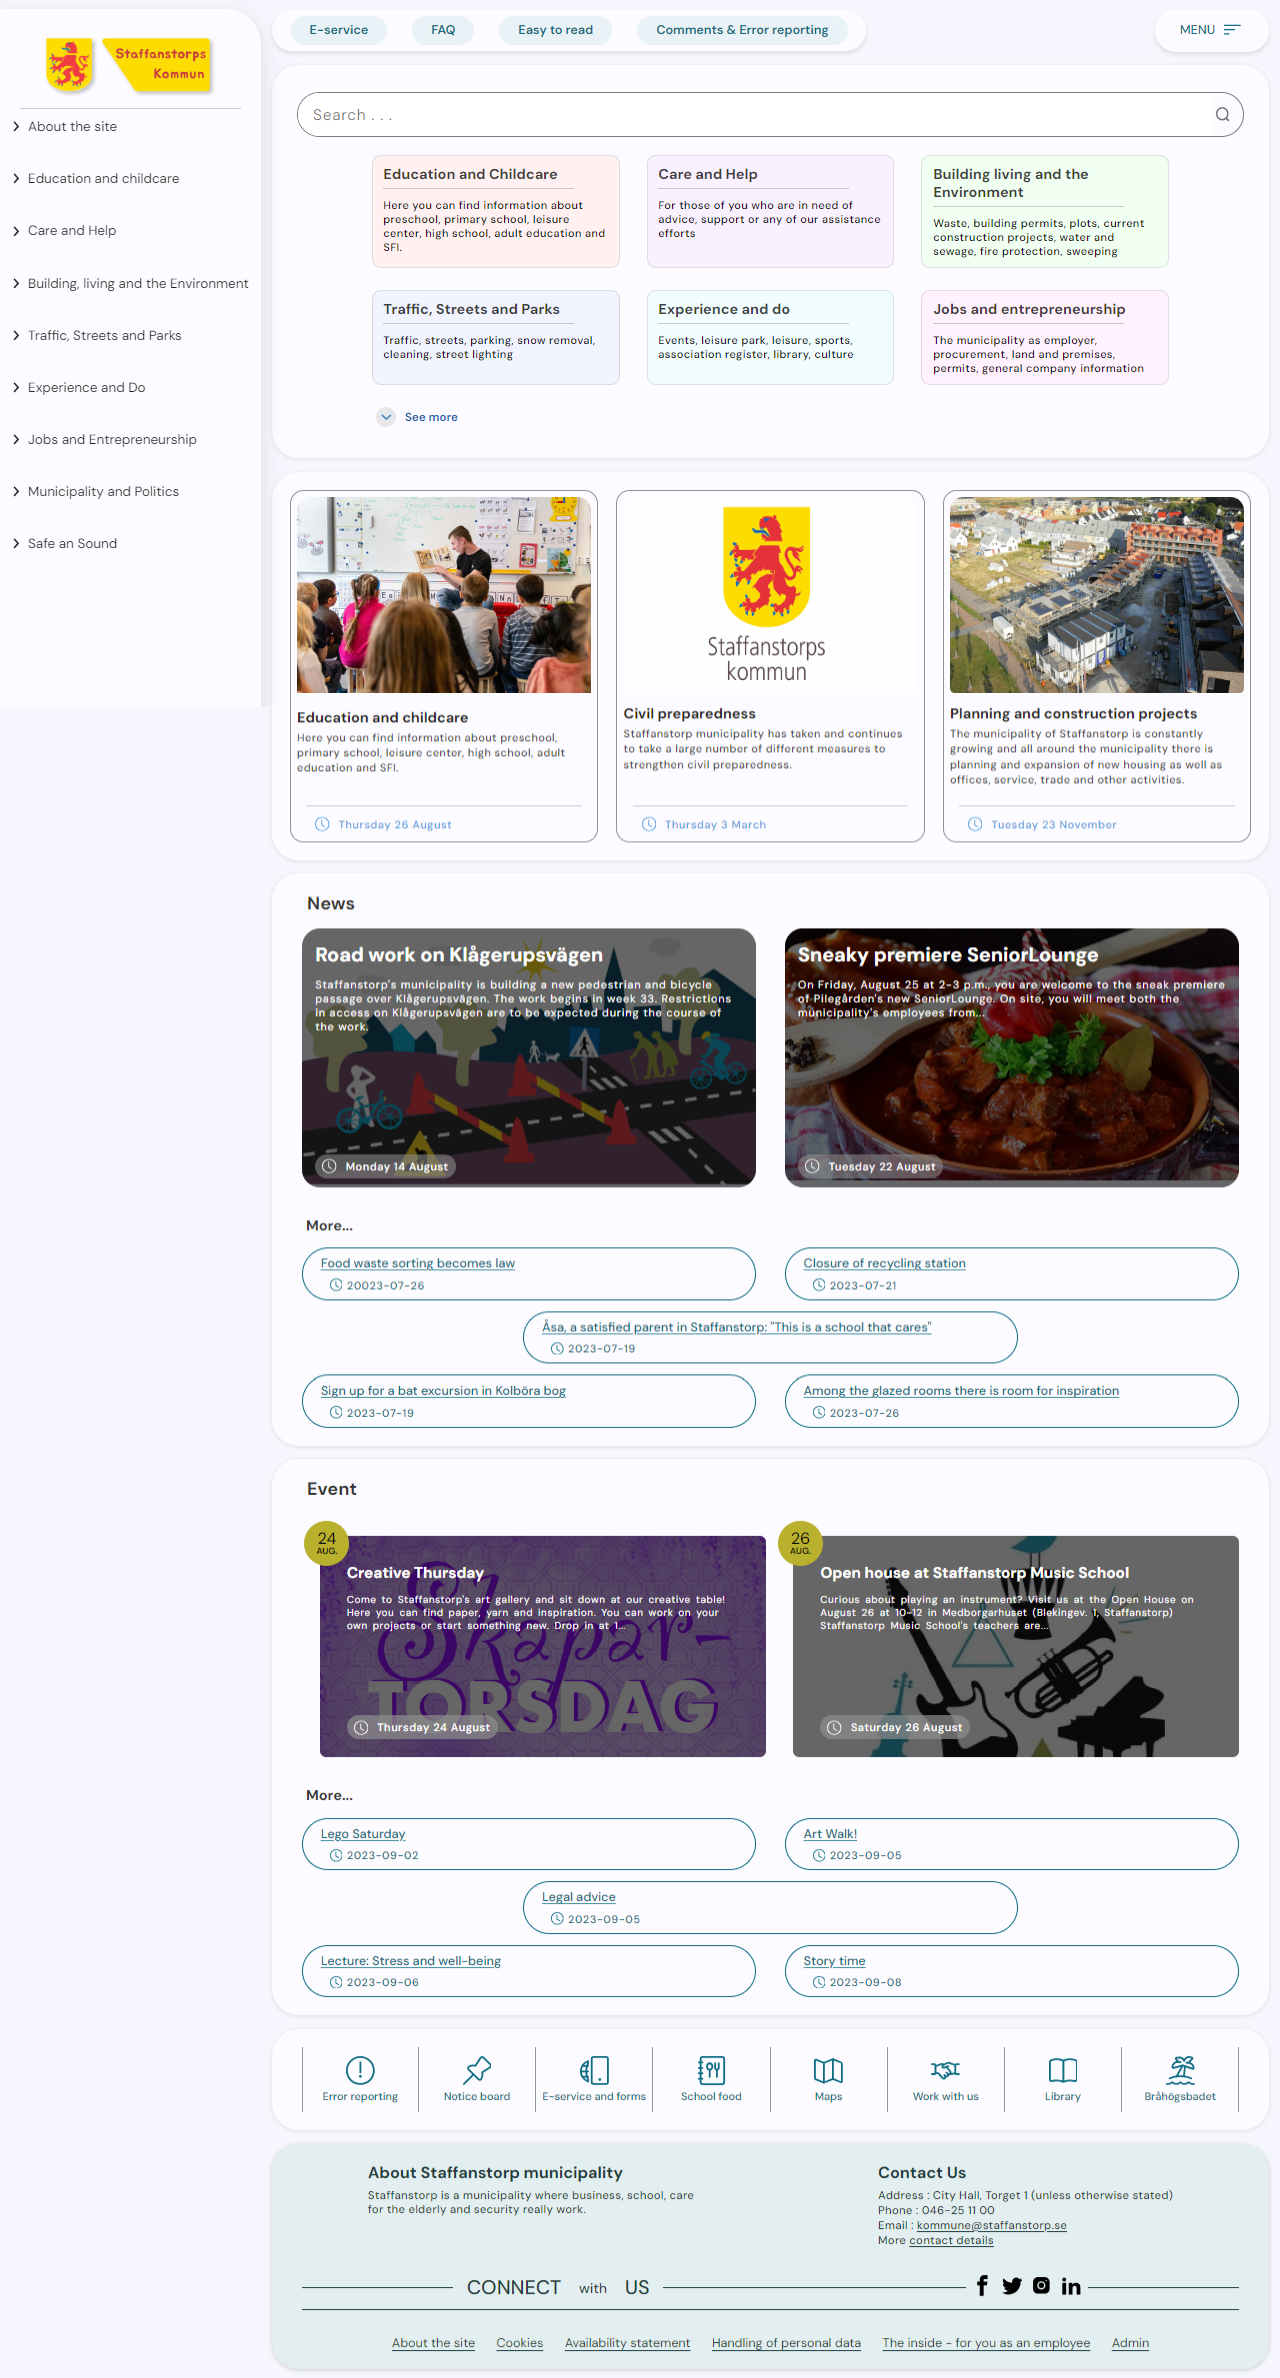 Staffanstorps
Kommun
About the site
Education and childcare
Care and Help
Building, living and the Environment
Traffic, Streets and Parks
Experience and Do
Jobs and Entrepreneurship
Municipality and Politics
Safe an Sound
E-service
FAQ
Easy to read
Comments & Error reporting
MENU
Search . . .
Education and Childcare
Here you can find information about
preschool, primary school, leisure
center, high school, adult education and
SFI.
Care and Help
For those of you who are in need of
advice, support or any of our assistance
efforts
Building living and the
Environment
Waste, building permits, plots, current
construction projects, water and
sewage, fire protection, sweeping
Traffic, Streets and Parks
Traffic, streets, parking, snow removal,
cleaning, street lighting
Experience and do
Events, leisure park, leisure, sports,
association register, library, culture
Jobs and entrepreneurship
The municipality as employer,
procurement, land and premises,
permits, general company information
See more
Education and childcare
Here you can find information about preschool,
primary school, leisure center, high school, adult
education and SFI.
Thursday 26 August
Staffanstorps
kommun
Civil preparedness
Staffanstorp municipality has taken and continues
to take a large number of different measures to
strengthen civil preparedness.
Thursday 3 March
Planning and construction projects
The municipality of Staffanstorp is constantly
growing and all around the municipality there is
planning and expansion of new housing as well as
offices, service, trade and other activities.
Tuesday 23 November
News
Road work on Klågerupsvägen
Staffanstorp's municipality is building a new pedestrian and bicycle
passage over Klågerupsvägen. The work begins in week 33. Restrictions
in access on Klågerupsvägen are to be expected during the course of
the work.
Monday 14 August
Sneaky premiere SeniorLounge
On Friday, August 25 at 2-3 p.m., you are welcome to the sneak premiere
of Pilegården's new SeniorLounge. On site, you will meet both the
municipality's employees from...
Tuesday 22 August
More...
Food waste sorting becomes law
20023-07-26
Closure of recycling station
2023-07-21
Åsa, a satisfied parent in Staffanstorp: "This is a school that cares"
2023-07-19
Sign up for a bat excursion in Kolböra bog
2023-07-19
Among the glazed rooms there is room for inspiration
2023-07-26
Event
24
AUG.
Creative Thursday
Come to Staffanstorp's art gallery and sit down at our creative table!
Here you can find paper, yarn and inspiration. You can work on your
own projects or start something new. Drop in at 1...
Skapar-
TORSDAG
Thursday 24 August
26
AUG.
Open house at Staffanstorp Music School
Curious about playing an instrument? Visit us at the Open House on
August 26 at 10-12 in Medborgarhuset (Blekingev. 1, Staffanstorp)
Staffanstorp Music School's teachers are...
Saturday 26 August
More...
Lego Saturday
2023-09-02
Art Walk!
2023-09-05
Legal advice
2023-09-05
Lecture: Stress and well-being
2023-09-06
Story time
2023-09-08
Error reporting
Notice board
E-service and forms
School food
Maps
Work with us
Library
Bråhögsbadet
About Staffanstorp municipality
Staffanstorp is a municipality where business, school, care
for the elderly and security really work.
Contact Us
Address : City Hall, Torget 1 (unless otherwise stated)
Phone : 046-25 11 00
Email : kommune@staffanstorp.se
More contact details
CONNECT with US
About the site
Cookies
Availability statement
Handling of personal data
The inside - for you as an employee
Admin